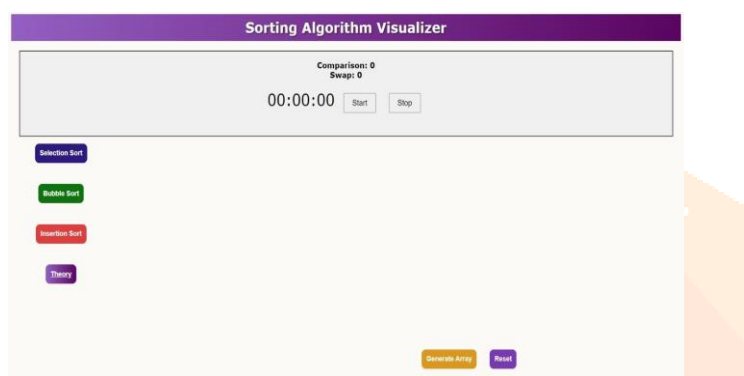 Sorting Algorithm Visualizer
Comparison: 0
Swap: 0
00:00:00 Start Stop
Selection Sort
Bubble Sort
Insertion Sort
Theory
Generate Array Reset